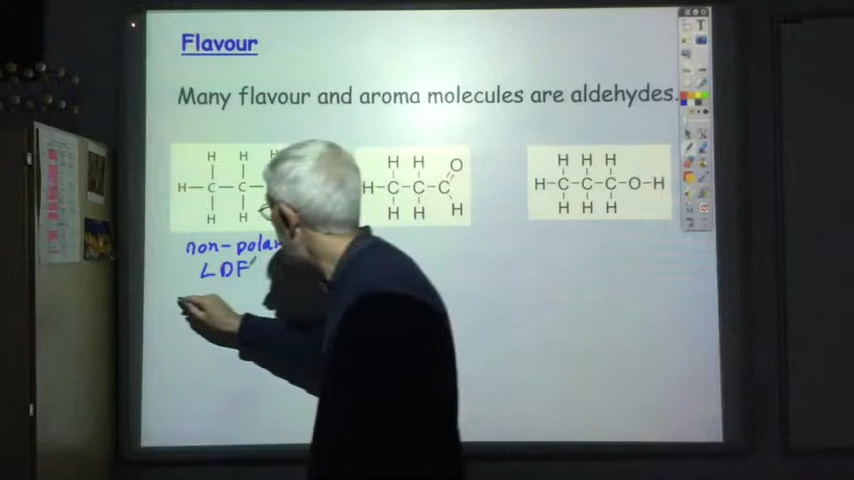 Flavour
Many flavour and aroma molecules are aldehydes.
H H H
H C C
H H
H H O
H C C C
H H H
H H H
H C C C O H
H H H
non-polar
LDF